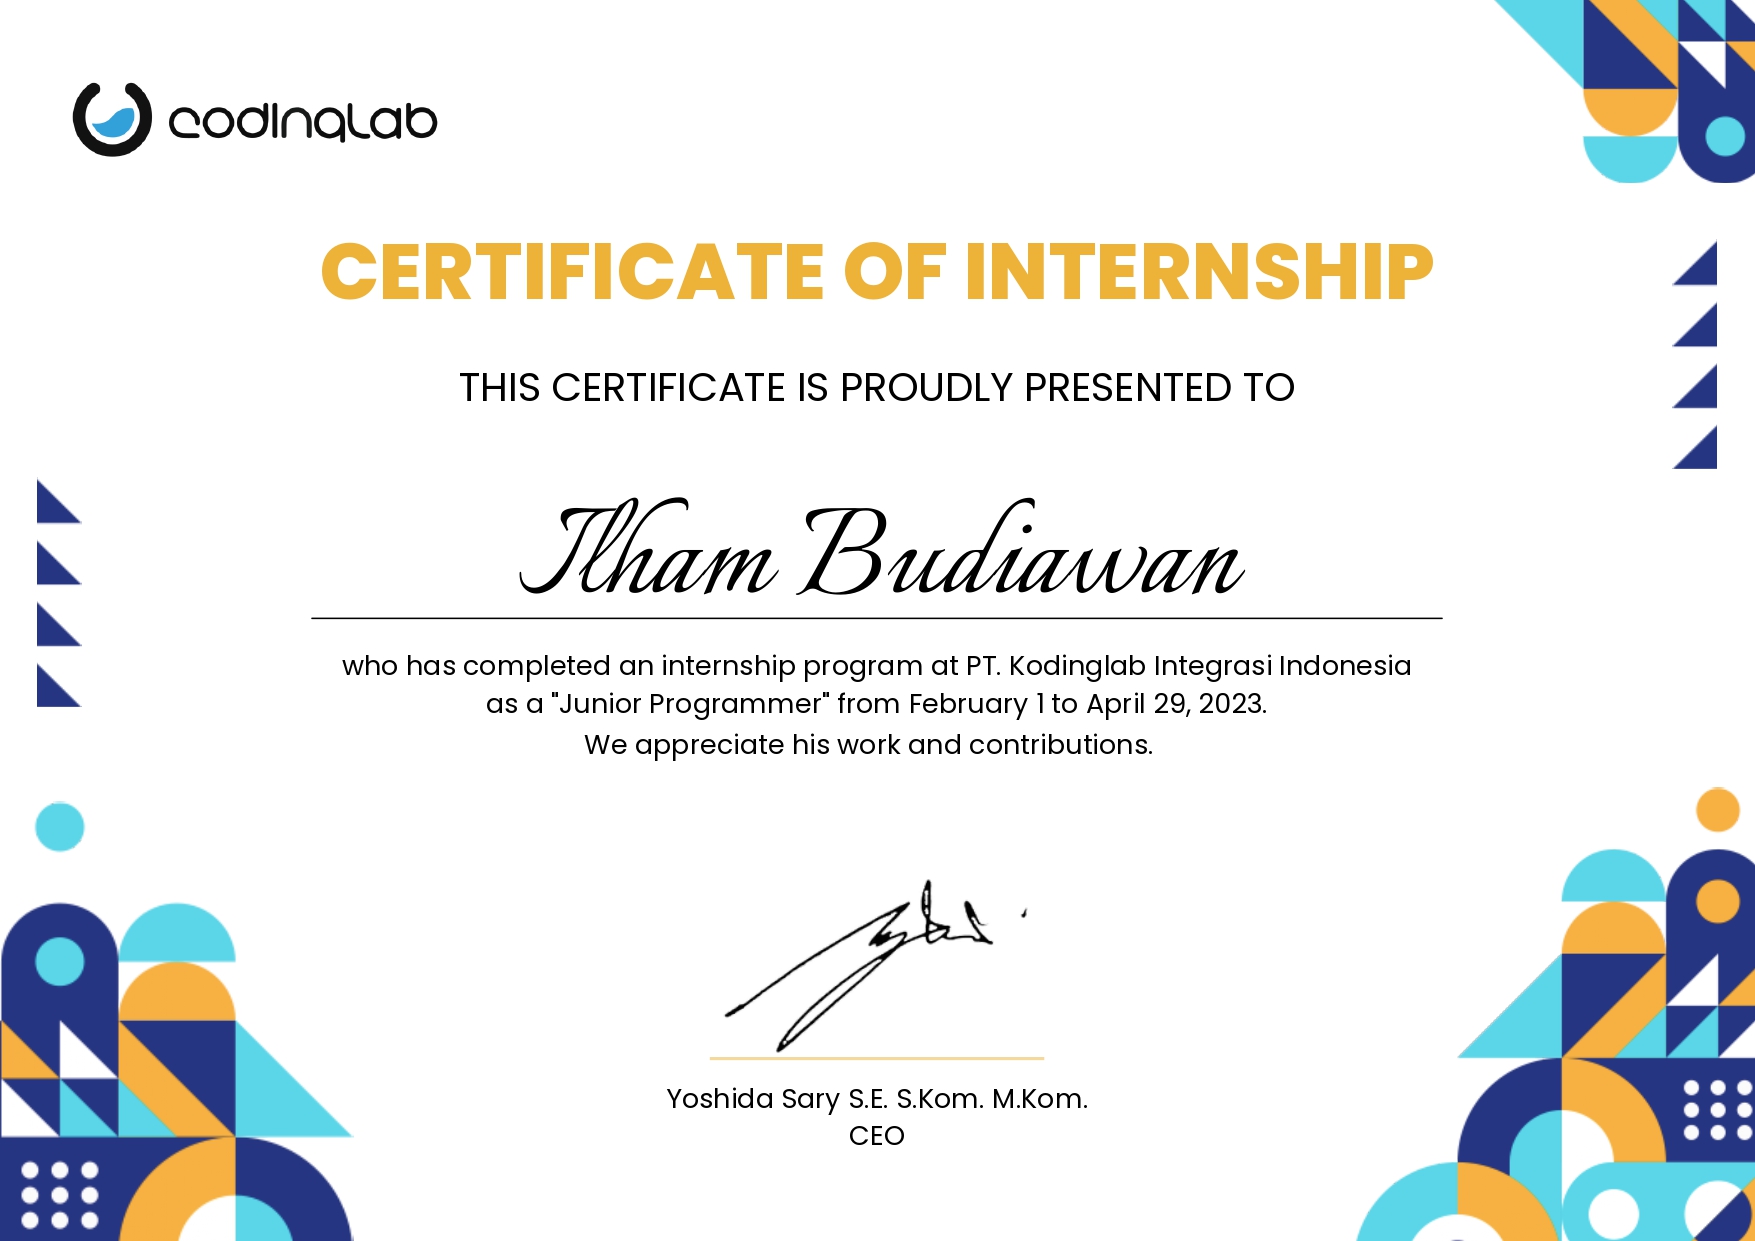 codinglab
CERTIFICATE OF INTERNSHIP
THIS CERTIFICATE IS PROUDLY PRESENTED TO
Ilham Budiawan
who has completed an internship program at PT. Kodinglab Integrasi Indonesia
as a "Junior Programmer" from February 1 to April 29, 2023.
We appreciate his work and contributions.
Yoshida Sary S.E. S.Kom. M.Kom.
CEO